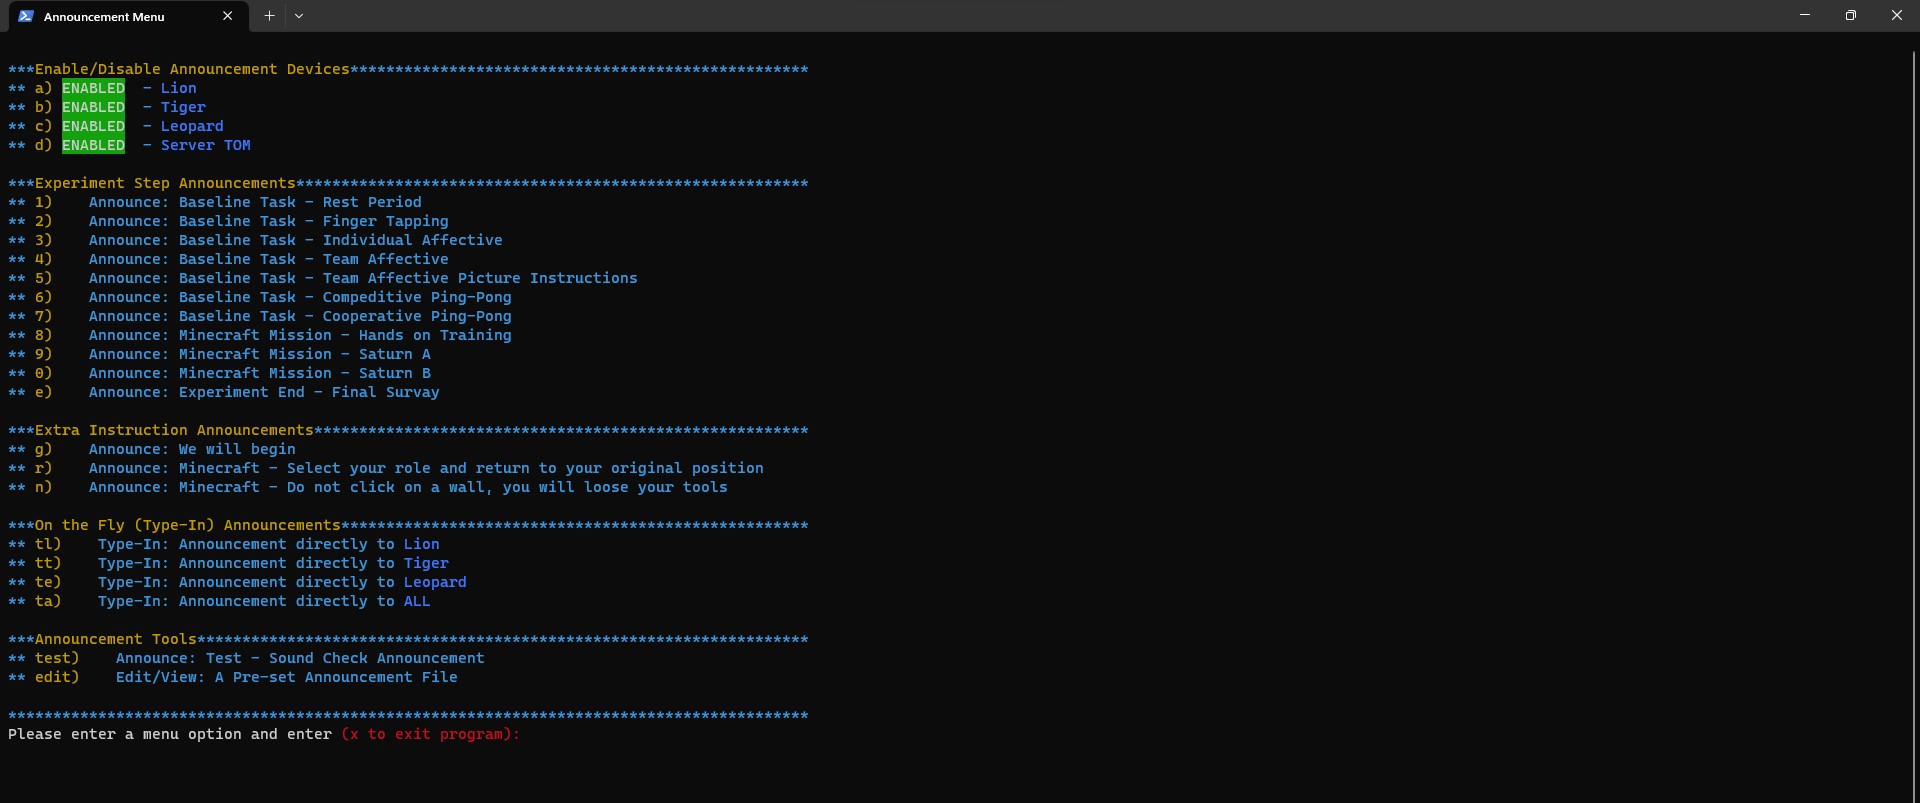 Announcement Menu
***Enable/Disable Announcement Devices***************************************************
** a) ENABLED  - Lion
** b) ENABLED  - Tiger
** c) ENABLED  - Leopard
** d) ENABLED  - Server TOM
***Experiment Step Announcements*********************************************************
** 1)    Announce: Baseline Task - Rest Period
** 2)    Announce: Baseline Task - Finger Tapping
** 3)    Announce: Baseline Task - Individual Affective
** 4)    Announce: Baseline Task - Team Affective
** 5)    Announce: Baseline Task - Team Affective Picture Instructions
** 6)    Announce: Baseline Task - Compeditive Ping-Pong
** 7)    Announce: Baseline Task - Cooperative Ping-Pong
** 8)    Announce: Minecraft Mission - Hands on Training
** 9)    Announce: Minecraft Mission - Saturn A
** 0)    Announce: Minecraft Mission - Saturn B
** e)    Announce: Experiment End - Final Survay
***Extra Instruction Announcements*******************************************************
** g)    Announce: We will begin
** r)    Announce: Minecraft - Select your role and return to your original position
** n)    Announce: Minecraft - Do not click on a wall, you will loose your tools
***On the Fly (Type-In) Announcements****************************************************
** tl)    Type-In: Announcement directly to Lion
** tt)    Type-In: Announcement directly to Tiger
** te)    Type-In: Announcement directly to Leopard
** ta)    Type-In: Announcement directly to ALL
***Announcement Tools********************************************************************
** test)    Announce: Test - Sound Check Announcement
** edit)    Edit/View: A Pre-set Announcement File
*****************************************************************************************
Please enter a menu option and enter (x to exit program):